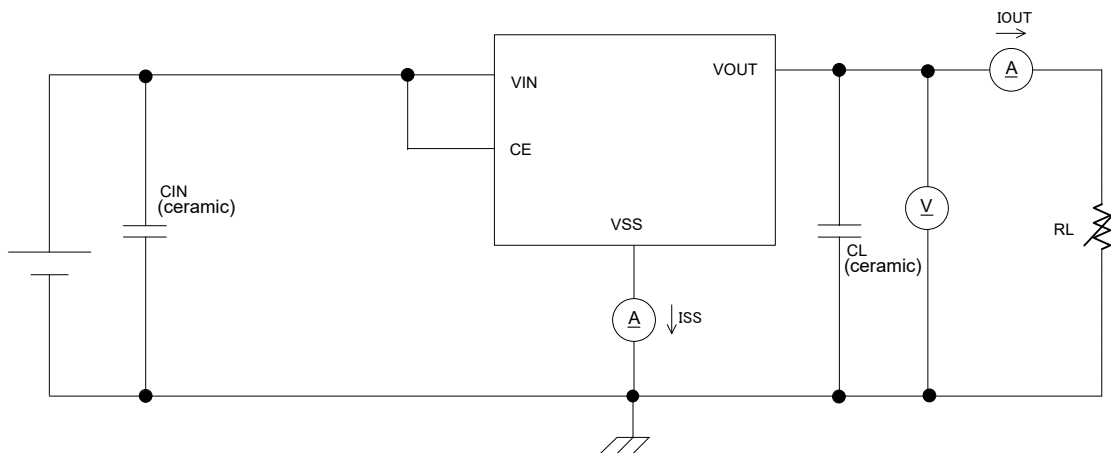 IOUT
A
VIN
VOUT
CE
CIN
(ceramic)
VSS
V
RL
CL
(ceramic)
A
ISS